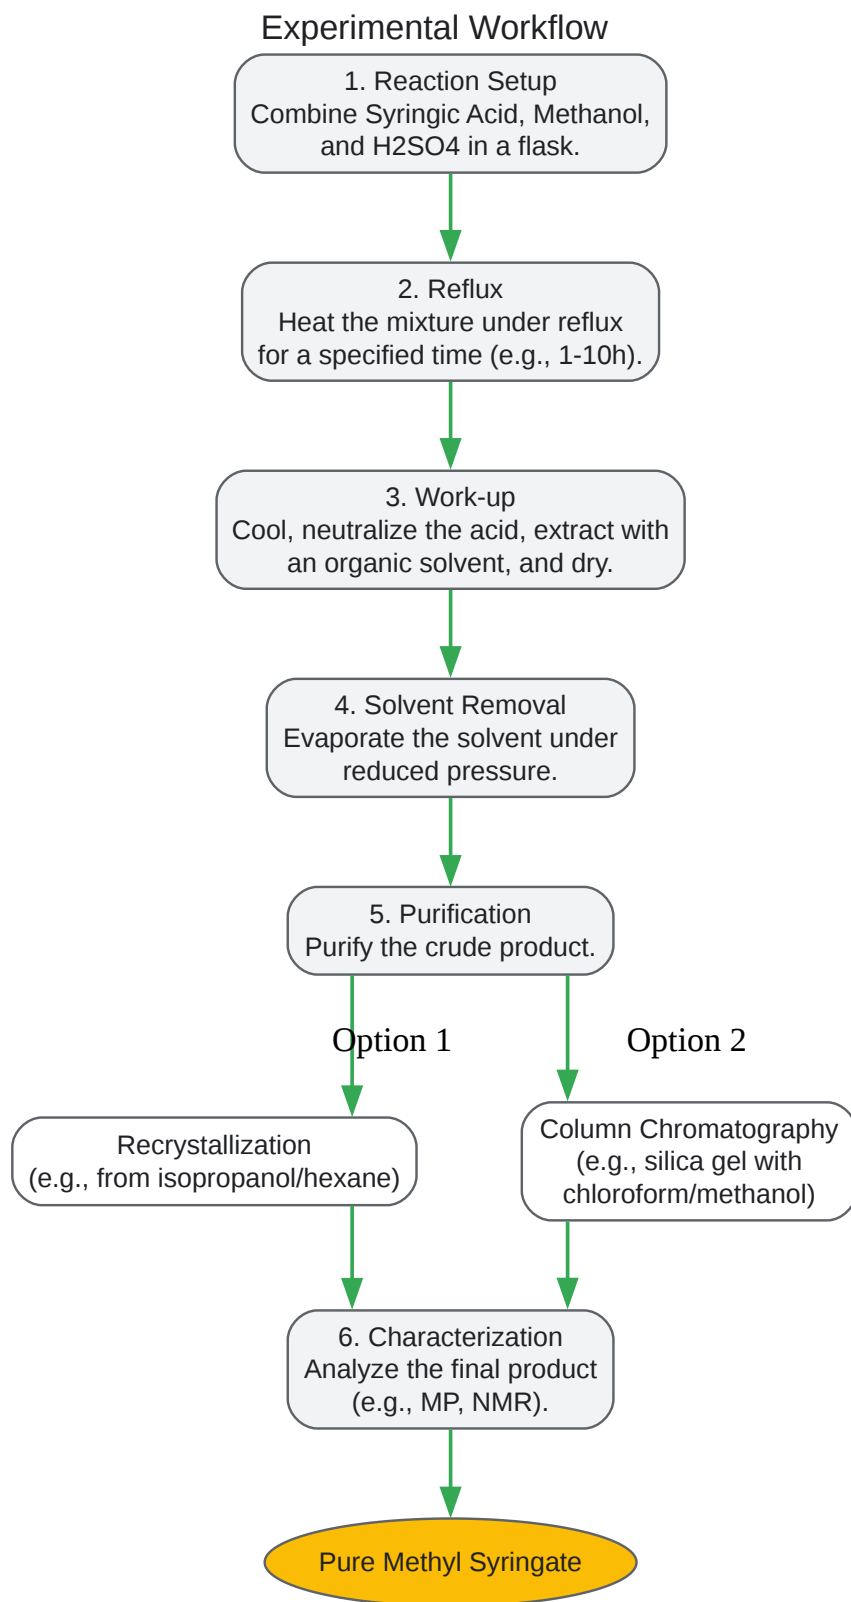 Experimental Workflow
1. Reaction Setup
Combine Syringic Acid, Methanol,
and H2SO4 in a flask.
2. Reflux
Heat the mixture under reflux
for a specified time (e.g., 1-10h).
3. Work-up
Cool, neutralize the acid, extract with
an organic solvent, and dry.
4. Solvent Removal
Evaporate the solvent under
reduced pressure.
5. Purification
Purify the crude product.
Option 1
Option 2
Recrystallization
(e.g., from isopropanol/hexane)
Column Chromatography
(e.g., silica gel with
chloroform/methanol)
6. Characterization
Analyze the final product
(e.g., MP, NMR).
Pure Methyl Syringate